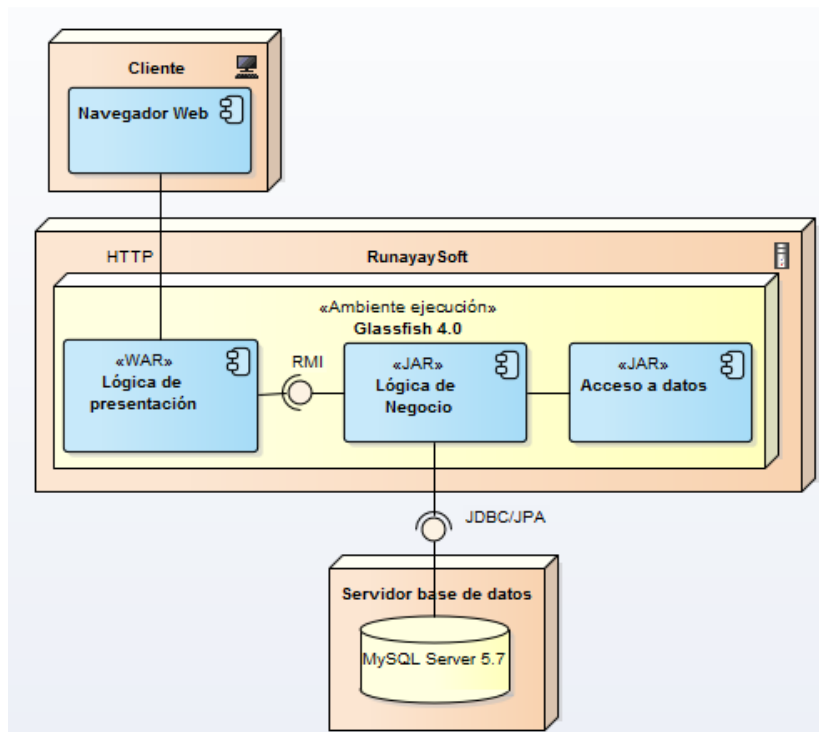 Cliente
Navegador Web
HTTP
RunayaySoft
«Ambiente ejecución»
Glassfish 4.0
«WAR»
Lógica de
presentación
RMI
«JAR»
Lógica de
Negocio
«JAR»
Acceso a datos
JDBC/JPA
Servidor base de datos
MySQL Server 5.7